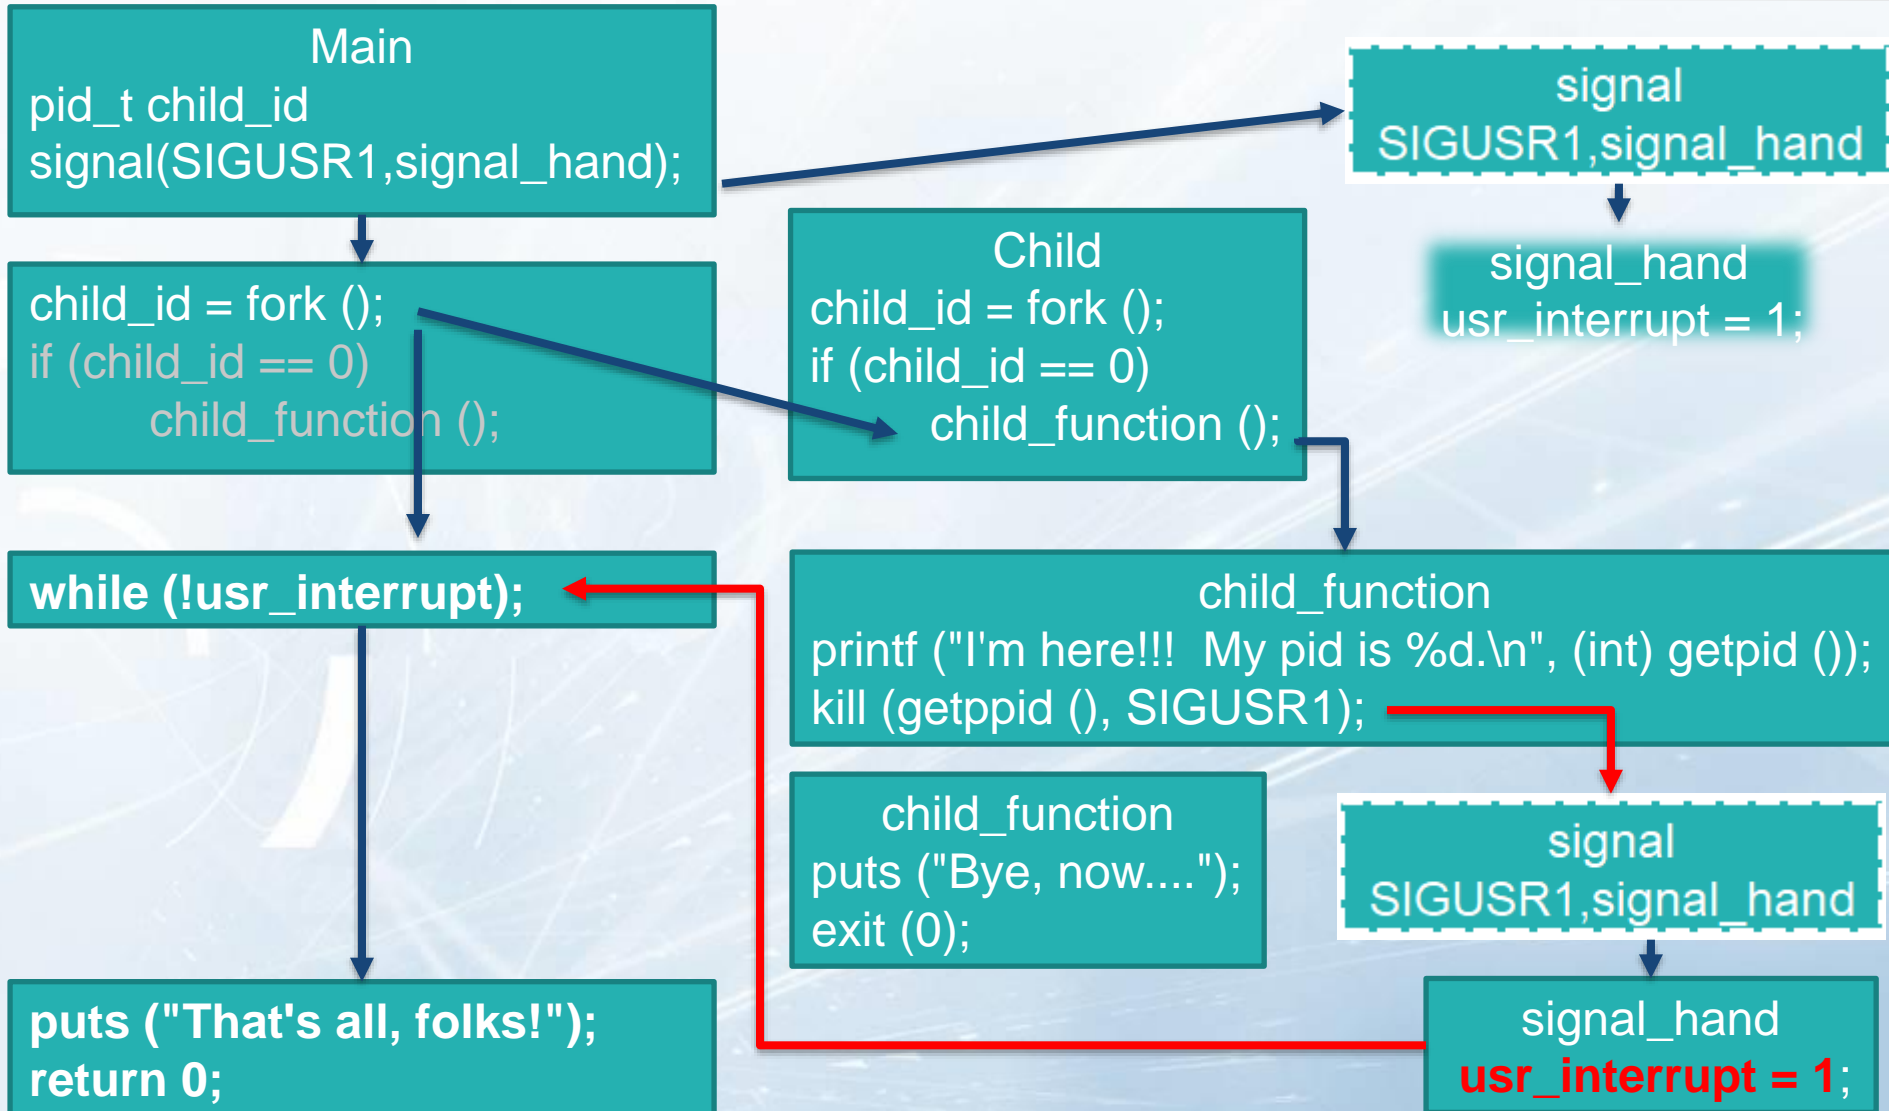 Main
pid_t child_id
signal(SIGUSR1,signal_hand);
signal
SIGUSR1,signal_hand
signal_hand
usr_interrupt = 1;
child_id = fork ();
if (child_id == 0)
child_function ();
Child
child_id = fork ();
if (child_id == 0)
child_function ();
while (!usr_interrupt);
child_function
printf ("I'm here!!!  My pid is %d.\n", (int) getpid ());
kill (getppid (), SIGUSR1);
child_function
puts ("Bye, now....");
exit (0);
signal
SIGUSR1,signal_hand
signal_hand
usr_interrupt = 1;
puts ("That's all, folks!");
return 0;